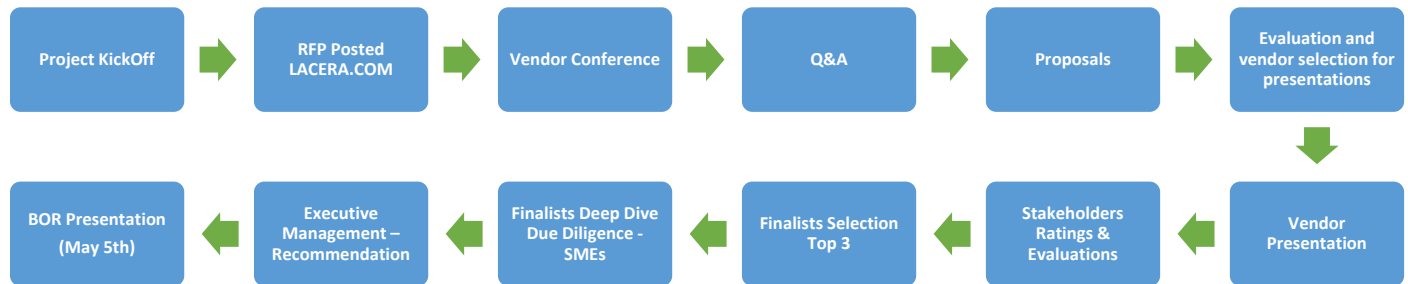 Project KickOff
RFP Posted
LACERA.COM
Vendor Conference
Q&A
Proposals
Evaluation and
vendor selection for
presentations
Vendor
Presentation
Stakeholders
Ratings &
Evaluations
Finalists Selection
Top 3
Finalists Deep Dive
Due Diligence -
SMEs
Executive
Management –
Recommendation
BOR Presentation
(May 5th)